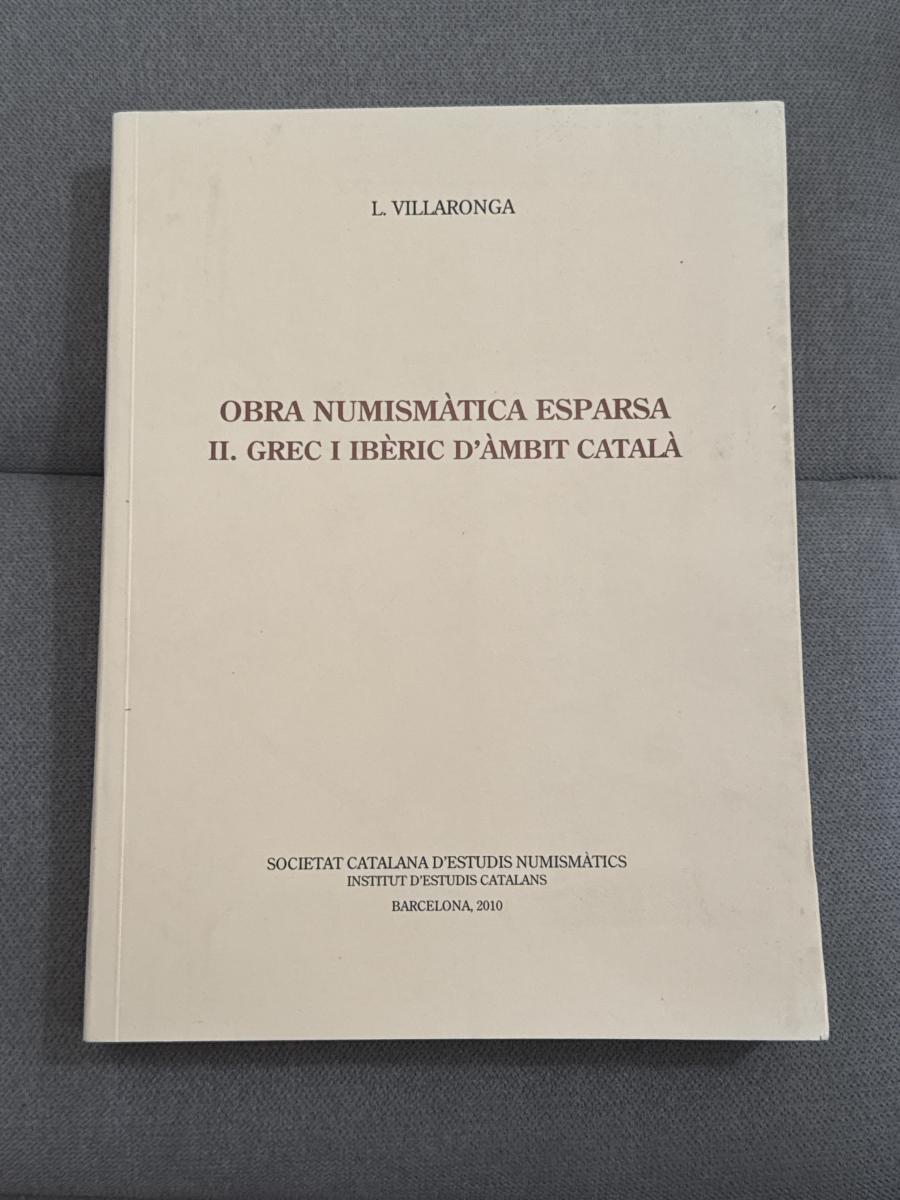 L. VILLARONGA
OBRA NUMISMÀTICA ESPARSA
II. GREC I IBÈRIC D'ÀMBIT CATALÀ
SOCIETAT CATALANA D'ESTUDIS NUMISMÀTICS
INSTITUT D'ESTUDIS CATALANS
BARCELONA, 2010